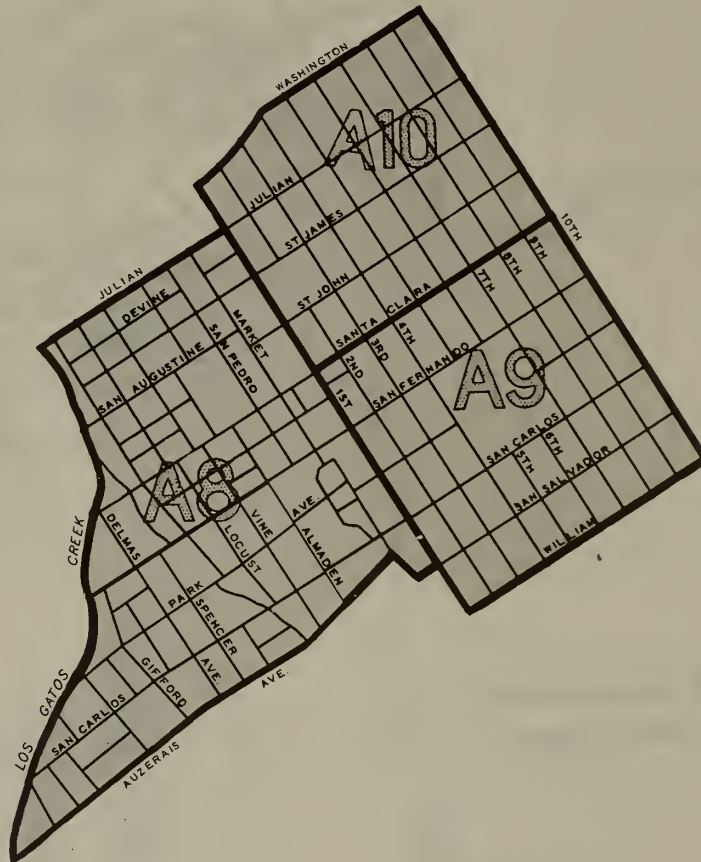 WASHINGTON
A10
JULIAN
ST JAMES
10TH
JULIAN
ST JOHN
9TH
8TH
7TH
DEVINE
SANTA CLARA
MARKET
SAN PEDRO
4TH
3RD
2ND
1ST
SAN AUGUSTINE
SAN FERNANDO
A9
SAN CARLOS
6TH
5TH
SAN SALVADOR
WILLIAM
A8
AVE.
ALMADEN
VINE
LOCUST
DELMAS
CREEK
PARK
SPENCIER
AVE.
GIFFORD
AVE.
SAN CARLOS
LOS GATOS
AUZERAIS